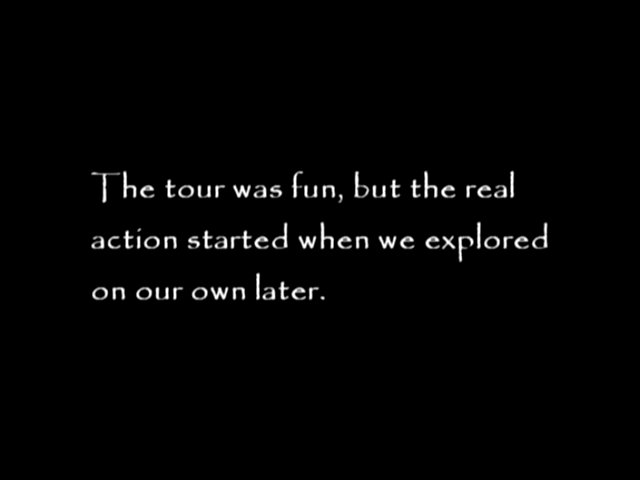 The tour was fun, but the real
action started when we explored
on our own later.